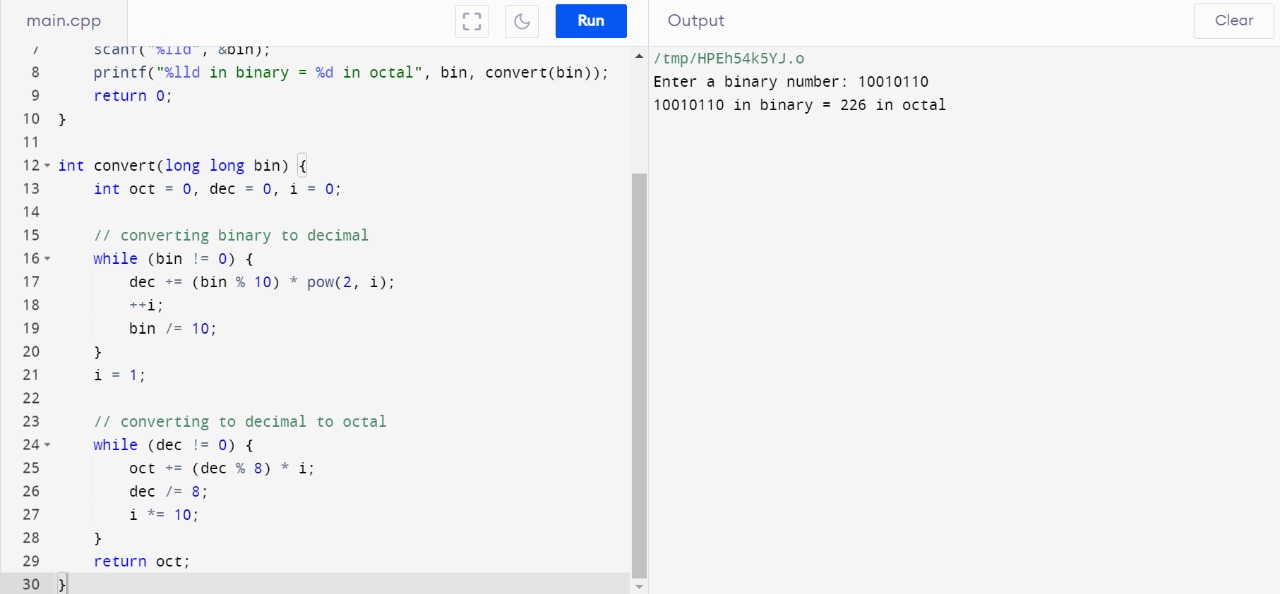 main.cpp
Run
Output
Clear
7 scanf("%lld", &bin);
8 printf("%lld in binary = %d in octal", bin, convert(bin));
9 return 0;
10 }
11
12 int convert(long long bin) {
13 int oct = 0, dec = 0, i = 0;
14
15 // converting binary to decimal
16 while (bin != 0) {
17 dec += (bin % 10) * pow(2, i);
18 ++i;
19 bin /= 10;
20 }
21 i = 1;
22
23 // converting to decimal to octal
24 while (dec != 0) {
25 oct += (dec % 8) * i;
26 dec /= 8;
27 i *= 10;
28 }
29 return oct;
30 }
/tmp/HPEh54k5YJ.o
Enter a binary number: 10010110
10010110 in binary = 226 in octal